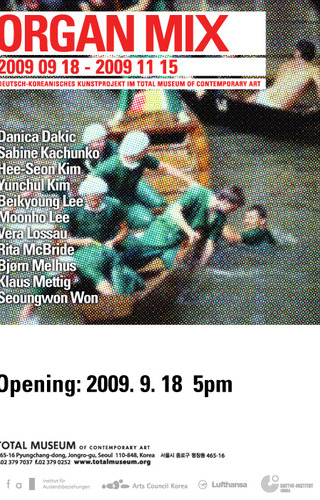 ORGAN MIX
2009 09 18 - 2009 11 15
DEUTSCH-KOREANISCHES KUNSTPROJEKT IM TOTAL MUSEUM OF CONTEMPORARY ART
Danica Dakic
Sabine Kachunko
Hee-Seon Kim
Yunchul Kim
Beikyoung Lee
Moonho Lee
Vera Lossau
Rita McBride
Bjørn Melhus
Klaus Mettig
Seoungwon Won
Opening: 2009. 9. 18 5pm
TOTAL MUSEUM OF CONTEMPORARY ART
465-16 Pyungchang-dong, Jongro-gu, Seoul 110-848, Korea 서울시 종로구 평창동 465-16
t.02 379 7037 f.02 379 0252 www.totalmuseum.org
ifa Institut für Auslandsbeziehungen
Arts Council Korea
Lufthansa
GOETHE-INSTITUT KOREA